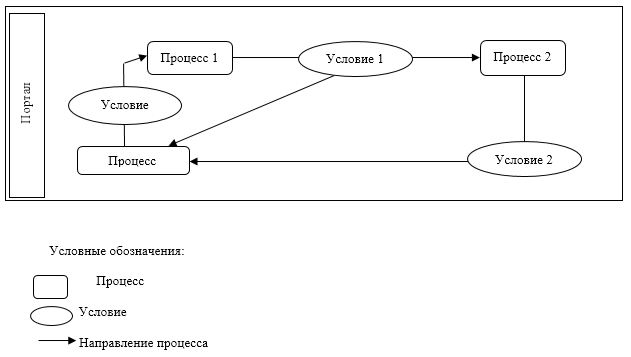 Портал
Процесс 1
Условие 1
Процесс 2
Условие
Процесс
Условие 2
Условные обозначения:
Процесс
Условие
Направление процесса